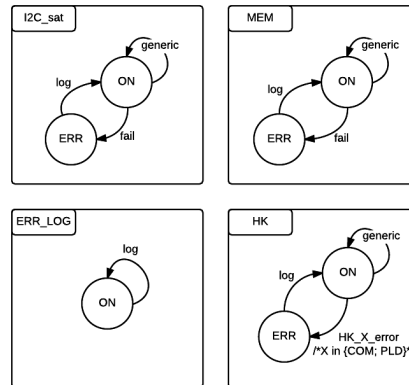 I2C_sat
generic
ON
log
ERR
fail
MEM
generic
ON
log
ERR
fail
ERR_LOG
log
ON
HK
generic
ON
log
ERR
HK_X_error
/*X in {COM; PLD}*